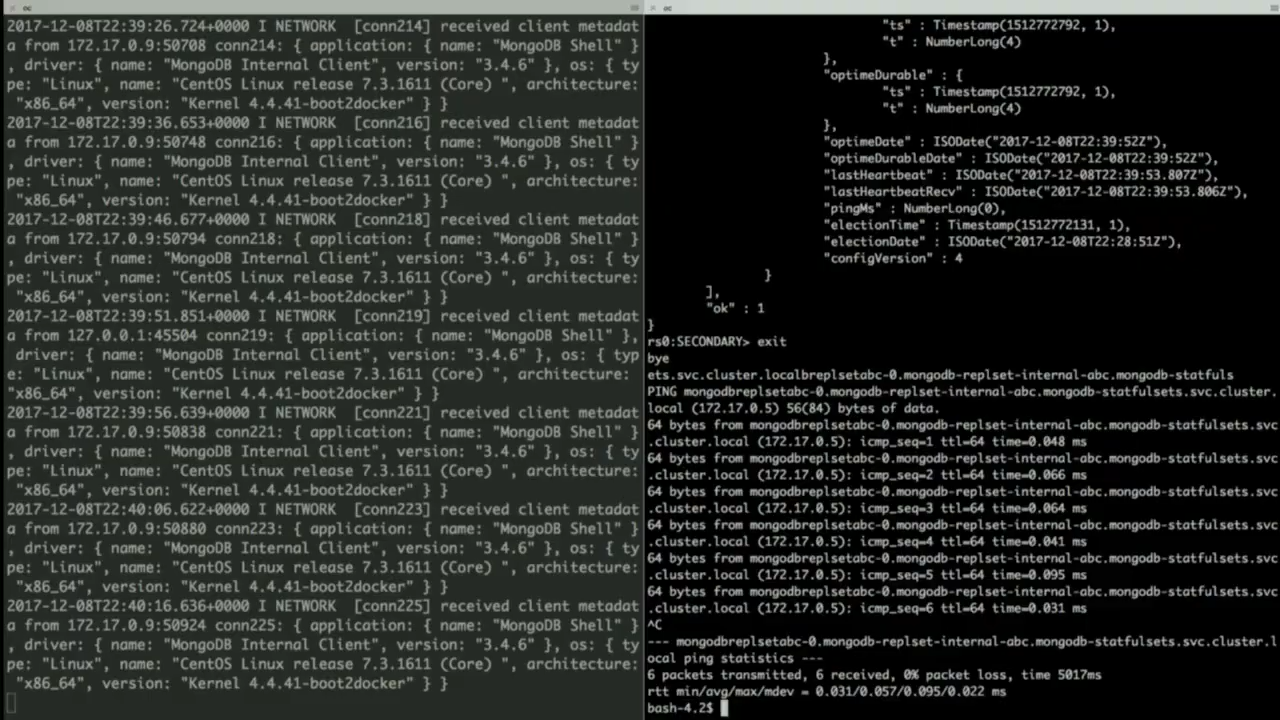 oc
2017-12-08T22:39:26.724+0000 I NETWORK  [conn214] received client metadat
a from 172.17.0.9:50708 conn214: { application: { name: "MongoDB Shell" }
, driver: { name: "MongoDB Internal Client", version: "3.4.6" }, os: { ty
pe: "Linux", name: "CentOS Linux release 7.3.1611 (Core) ", architecture:
 "x86_64", version: "Kernel 4.4.41-boot2docker" } }
2017-12-08T22:39:36.653+0000 I NETWORK  [conn216] received client metadat
a from 172.17.0.9:50748 conn216: { application: { name: "MongoDB Shell" }
, driver: { name: "MongoDB Internal Client", version: "3.4.6" }, os: { ty
pe: "Linux", name: "CentOS Linux release 7.3.1611 (Core) ", architecture:
 "x86_64", version: "Kernel 4.4.41-boot2docker" } }
2017-12-08T22:39:46.677+0000 I NETWORK  [conn218] received client metadat
a from 172.17.0.9:50794 conn218: { application: { name: "MongoDB Shell" }
, driver: { name: "MongoDB Internal Client", version: "3.4.6" }, os: { ty
pe: "Linux", name: "CentOS Linux release 7.3.1611 (Core) ", architecture:
 "x86_64", version: "Kernel 4.4.41-boot2docker" } }
2017-12-08T22:39:51.851+0000 I NETWORK  [conn219] received client metadat
a from 127.0.0.1:45504 conn219: { application: { name: "MongoDB Shell" },
 driver: { name: "MongoDB Internal Client", version: "3.4.6" }, os: { typ
e: "Linux", name: "CentOS Linux release 7.3.1611 (Core) ", architecture: 
"x86_64", version: "Kernel 4.4.41-boot2docker" } }
2017-12-08T22:39:56.639+0000 I NETWORK  [conn221] received client metadat
a from 172.17.0.9:50838 conn221: { application: { name: "MongoDB Shell" }
, driver: { name: "MongoDB Internal Client", version: "3.4.6" }, os: { ty
pe: "Linux", name: "CentOS Linux release 7.3.1611 (Core) ", architecture:
 "x86_64", version: "Kernel 4.4.41-boot2docker" } }
2017-12-08T22:40:06.622+0000 I NETWORK  [conn223] received client metadat
a from 172.17.0.9:50880 conn223: { application: { name: "MongoDB Shell" }
, driver: { name: "MongoDB Internal Client", version: "3.4.6" }, os: { ty
pe: "Linux", name: "CentOS Linux release 7.3.1611 (Core) ", architecture:
 "x86_64", version: "Kernel 4.4.41-boot2docker" } }
2017-12-08T22:40:16.636+0000 I NETWORK  [conn225] received client metadat
a from 172.17.0.9:50924 conn225: { application: { name: "MongoDB Shell" }
, driver: { name: "MongoDB Internal Client", version: "3.4.6" }, os: { ty
pe: "Linux", name: "CentOS Linux release 7.3.1611 (Core) ", architecture:
 "x86_64", version: "Kernel 4.4.41-boot2docker" } }
oc
"ts" : Timestamp(1512772792, 1),
"t" : NumberLong(4)
},
"optimeDurable" : {
"ts" : Timestamp(1512772792, 1),
"t" : NumberLong(4)
},
"optimeDate" : ISODate("2017-12-08T22:39:52Z"),
"optimeDurableDate" : ISODate("2017-12-08T22:39:52Z"),
"lastHeartbeat" : ISODate("2017-12-08T22:39:53.807Z"),
"lastHeartbeatRecv" : ISODate("2017-12-08T22:39:53.806Z"),
"pingMs" : NumberLong(0),
"electionTime" : Timestamp(1512772131, 1),
"electionDate" : ISODate("2017-12-08T22:28:51Z"),
"configVersion" : 4
}
],
"ok" : 1
}
rs0:SECONDARY> exit
bye
ets.svc.cluster.localbreplsetabc-0.mongodb-replset-internal-abc.mongodb-statfuls
PING mongodbreplsetabc-0.mongodb-replset-internal-abc.mongodb-statfulsets.svc.cluster.
local (172.17.0.5) 56(84) bytes of data.
64 bytes from mongodbreplsetabc-0.mongodb-replset-internal-abc.mongodb-statfulsets.svc
.cluster.local (172.17.0.5): icmp_seq=1 ttl=64 time=0.048 ms
64 bytes from mongodbreplsetabc-0.mongodb-replset-internal-abc.mongodb-statfulsets.svc
.cluster.local (172.17.0.5): icmp_seq=2 ttl=64 time=0.066 ms
64 bytes from mongodbreplsetabc-0.mongodb-replset-internal-abc.mongodb-statfulsets.svc
.cluster.local (172.17.0.5): icmp_seq=3 ttl=64 time=0.064 ms
64 bytes from mongodbreplsetabc-0.mongodb-replset-internal-abc.mongodb-statfulsets.svc
.cluster.local (172.17.0.5): icmp_seq=4 ttl=64 time=0.041 ms
64 bytes from mongodbreplsetabc-0.mongodb-replset-internal-abc.mongodb-statfulsets.svc
.cluster.local (172.17.0.5): icmp_seq=5 ttl=64 time=0.095 ms
64 bytes from mongodbreplsetabc-0.mongodb-replset-internal-abc.mongodb-statfulsets.svc
.cluster.local (172.17.0.5): icmp_seq=6 ttl=64 time=0.031 ms
^C
--- mongodbreplsetabc-0.mongodb-replset-internal-abc.mongodb-statfulsets.svc.cluster.l
ocal ping statistics ---
6 packets transmitted, 6 received, 0% packet loss, time 5017ms
rtt min/avg/max/mdev = 0.031/0.057/0.095/0.022 ms
bash-4.2$